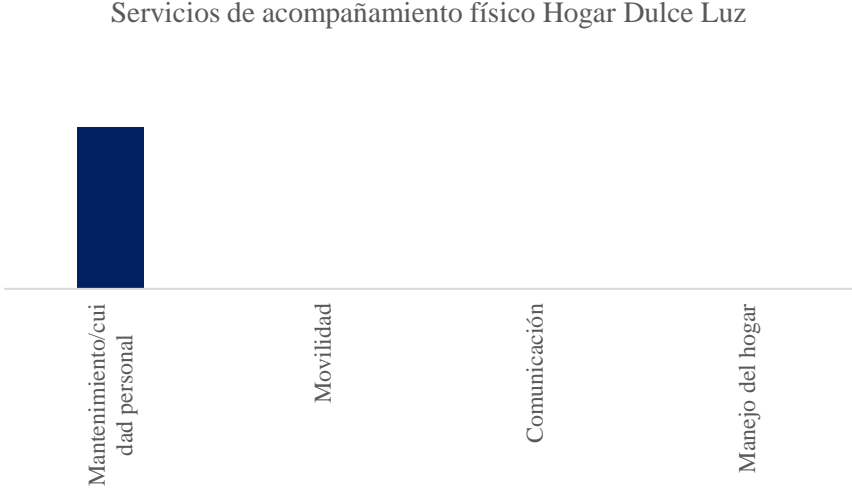 Servicios de acompañamiento físico Hogar Dulce Luz
Mantenimiento/cui
dad personal
Movilidad
Comunicación
Manejo del hogar